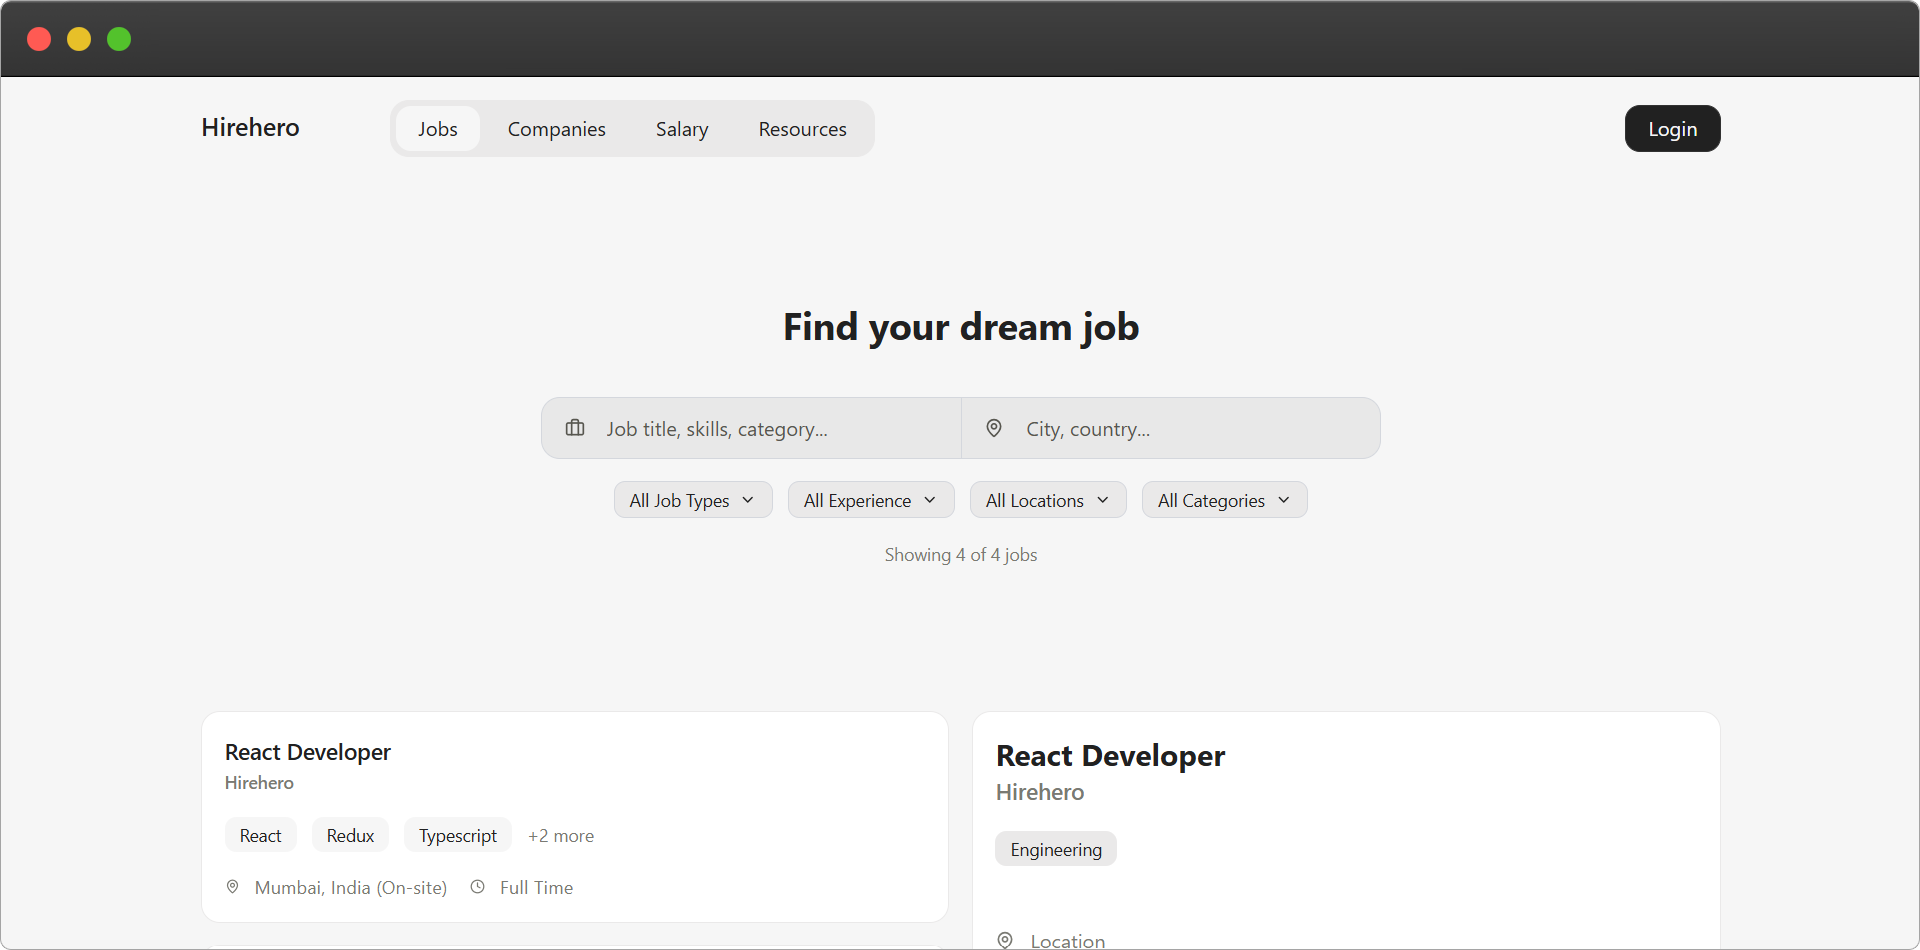 Hirehero
Jobs Companies Salary Resources
Login
Find your dream job
Job title, skills, category...
City, country...
All Job Types All Experience All Locations All Categories
Showing 4 of 4 jobs
React Developer
Hirehero
React Redux Typescript +2 more
Mumbai, India (On-site) Full Time
React Developer
Hirehero
Engineering
Location